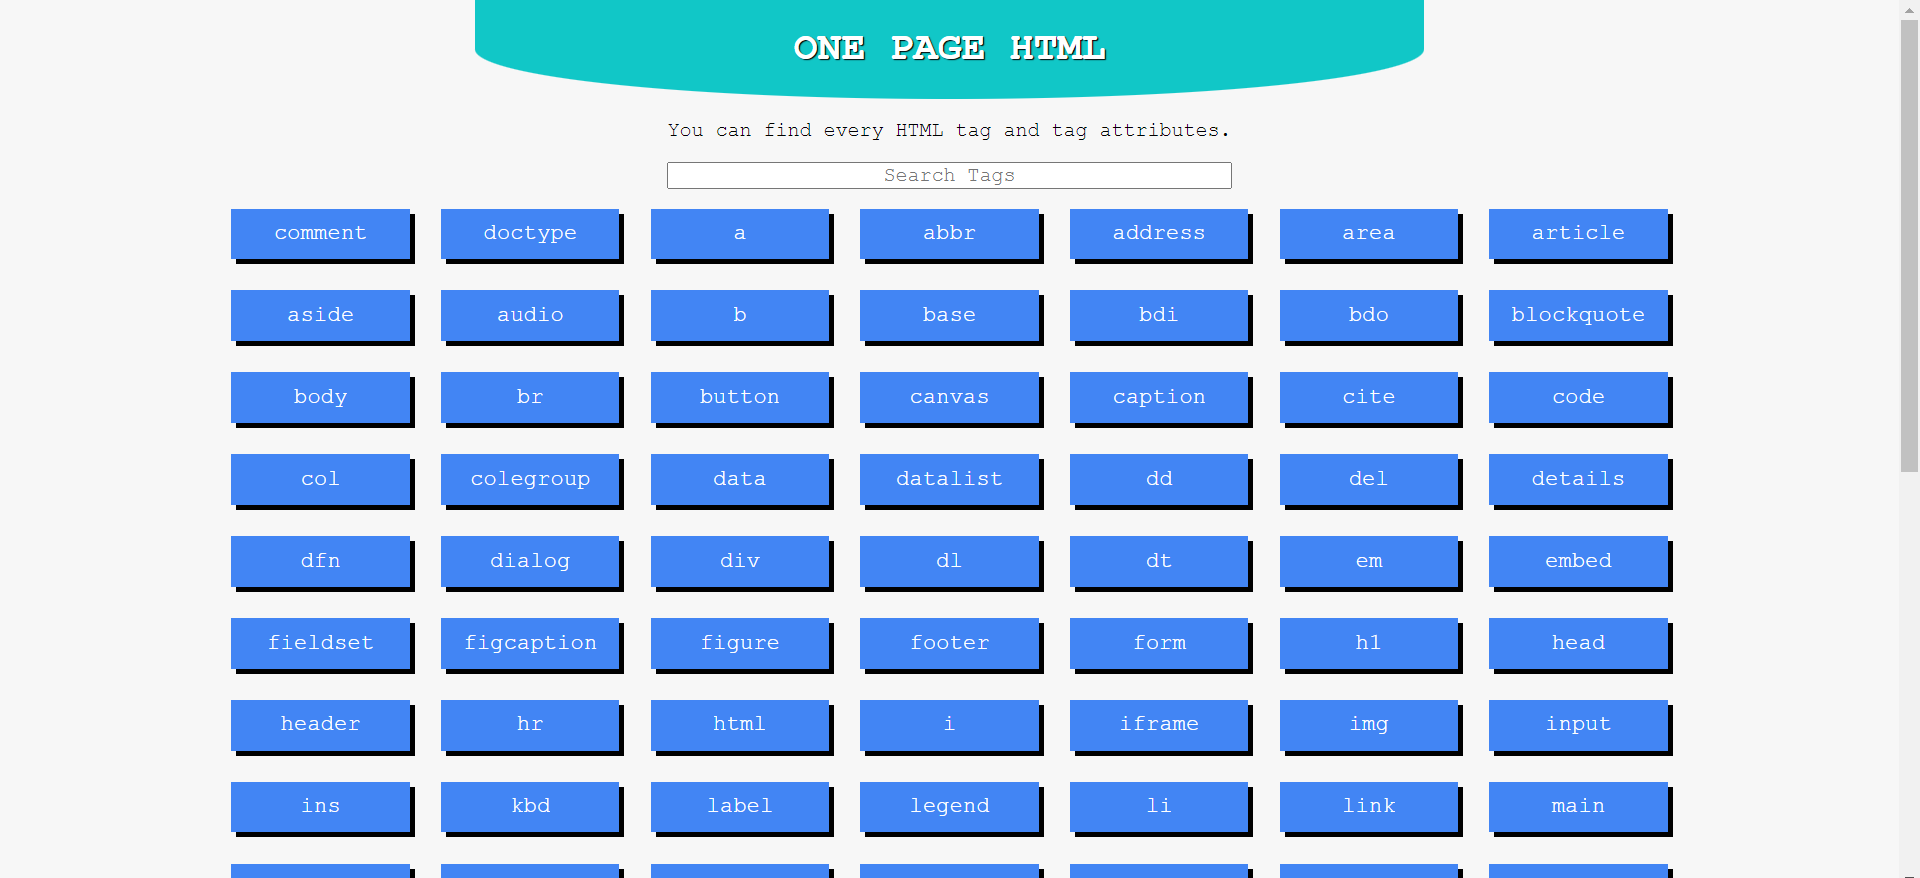 ONE PAGE HTML
You can find every HTML tag and tag attributes.
Search Tags
comment doctype a abbr address area article
aside audio b base bdi bdo blockquote
body br button canvas caption cite code
col colegroup data datalist dd del details
dfn dialog div dl dt em embed
fieldset figcaption figure footer form h1 head
header hr html i iframe img input
ins kbd label legend li link main